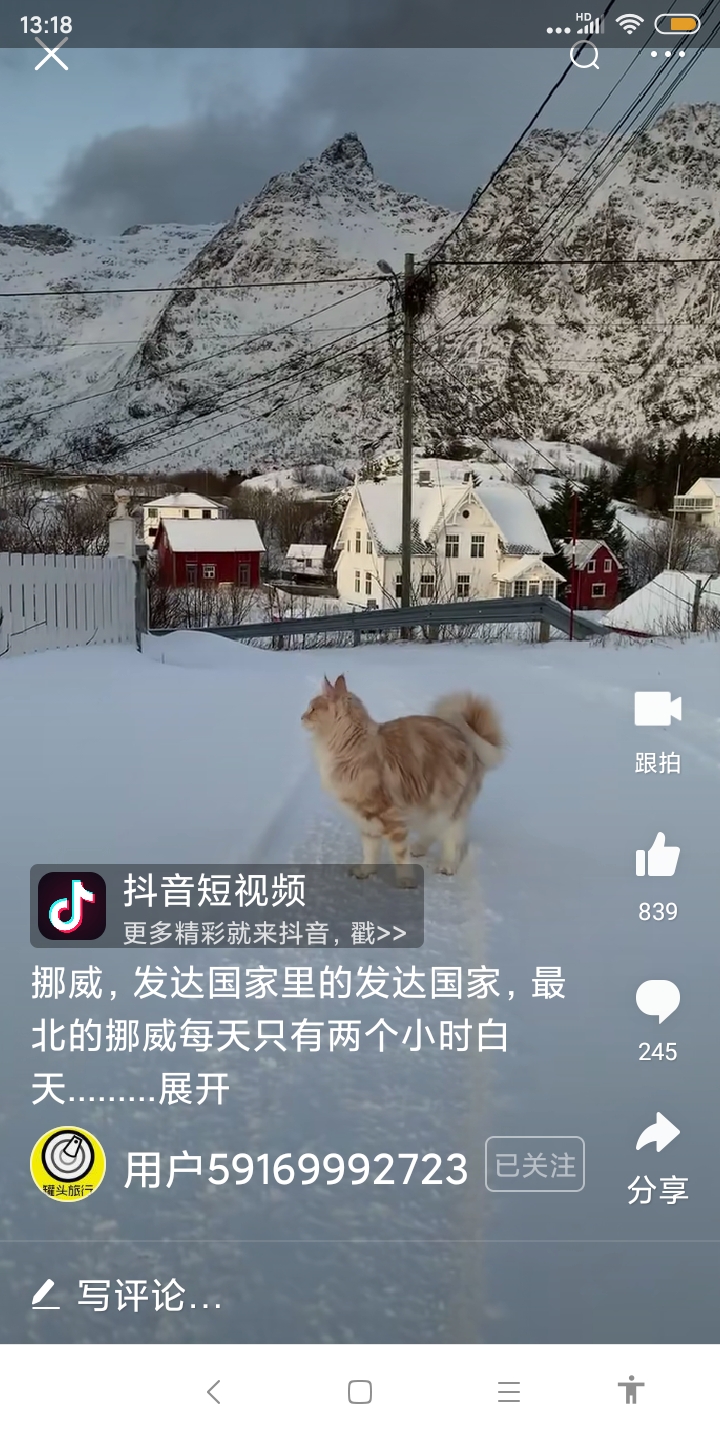 13:18
HD
跟拍
839
抖音短视频
更多精彩就来抖音，戳>>
挪威，发达国家里的发达国家，最
北的挪威每天只有两个小时白
天.........展开
245
罐头旅行
用户59169992723
已关注
分享
写评论...